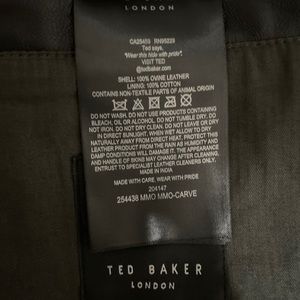 LONDON
CA25469 RN95228
Ted says,
"Wear this hide with pride".
VISIT TED
@tedbaker.com
SHELL: 100% OVINE LEATHER
LINING: 100% COTTON
CONTAINS NON-TEXTILE PARTS OF ANIMAL ORIGIN
DO NOT WASH. DO NOT USE PRODUCTS CONTAINING
BLEACH, OIL OR ALCOHOL. DO NOT TUMBLE DRY. DO
NOT IRON. DO NOT DRY CLEAN. DO NOT GET OR DRY
IN DIRECT SUNLIGHT. WHEN WET ALLOW TO DRY
NATURALLY AWAY FROM DIRECT HEAT. PROTECT THIS
LEATHER PRODUCT FROM THE RAIN AS HUMIDITY AND
DAMP CONDITIONS WILL DAMAGE IT. THE APPEARANCE
AND HANDLE OF SKINS MAY CHANGE AFTER CLEANING.
SPECIALIST LEATHER CLEANERS ONLY.
MADE IN INDIA
MADE WITH CARE, WEAR WITH PRIDE
204147
254438 MMO MMO-CARVE
TED BAKER
LONDON